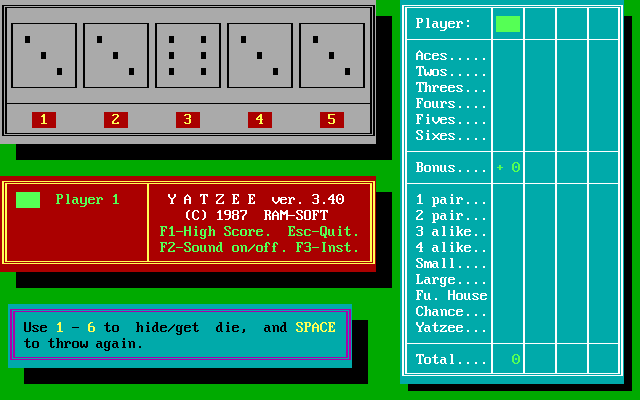 1 2 3 4 5
Player 1
Y A T Z E E ver. 3.40
(C) 1987 RAM-SOFT
F1-High Score. Esc-Quit.
F2-Sound on/off. F3-Inst.
Use 1 - 6 to hide/get die, and SPACE
to throw again.
Player:
Aces.....
Twos.....
Threes...
Fours....
Fives....
Sixes....
Bonus.... + 0
1 pair...
2 pair...
3 alike..
4 alike..
Small....
Large....
Fu. House
Chance...
Yatzee...
Total.... 0